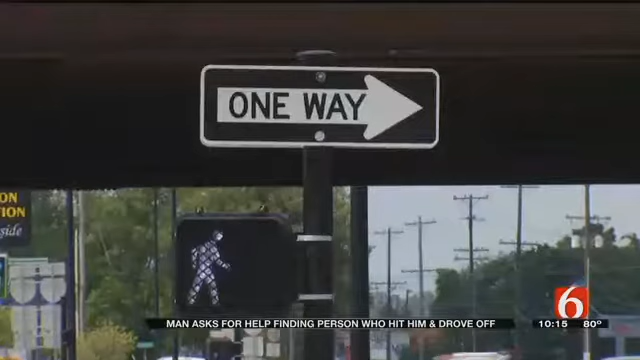 ONE WAY
ON
TION
side
6
MAN ASKS FOR HELP FINDING PERSON WHO HIT HIM & DROVE OFF
10:15
80°